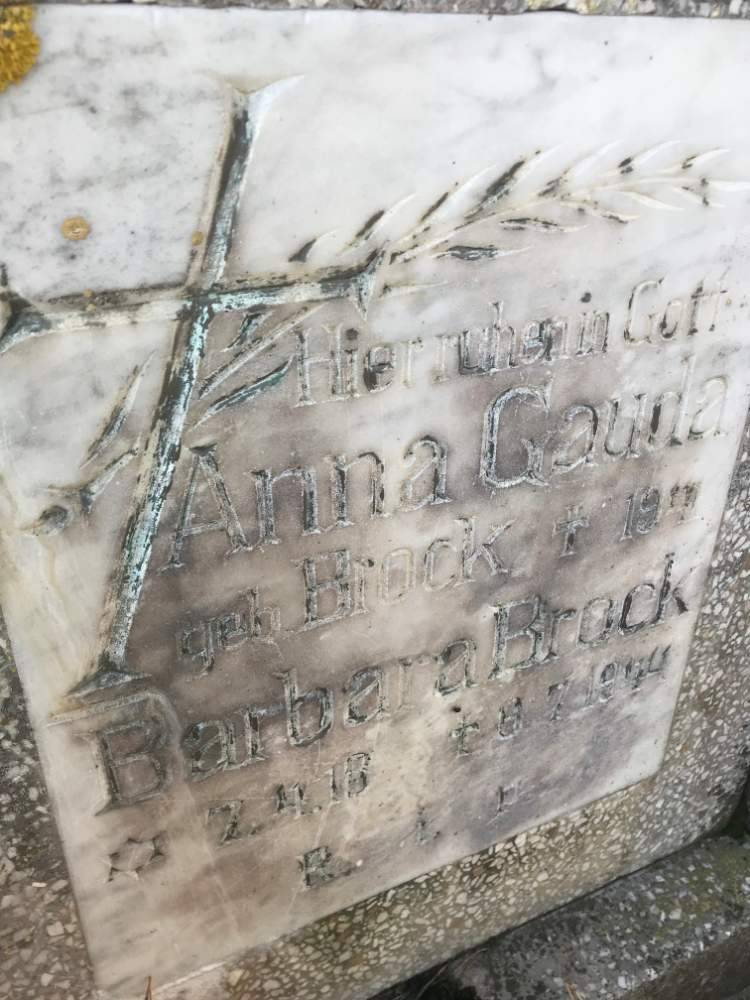 Hier ruhen in Gott
Anna Gauda
geb. Brock ✝ 19
Barbara Brock
✡ 7.4.18 ✝ 8 7 1944
R. I. P.